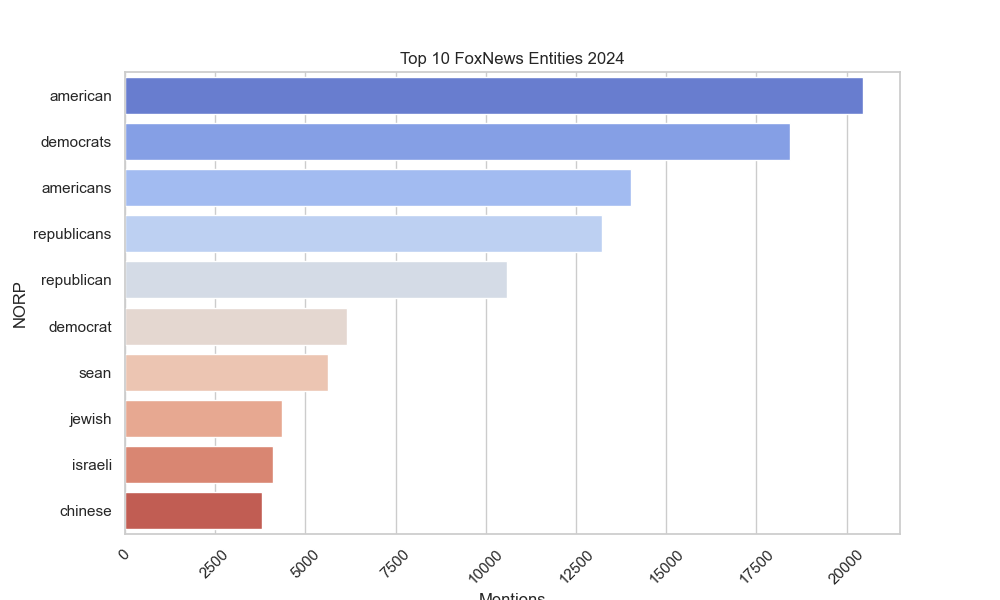 Top 10 FoxNews Entities 2024
NORP
american
democrats
americans
republicans
republican
democrat
sean
jewish
israeli
chinese
0
2500
5000
7500
10000
12500
15000
17500
20000
Mentions